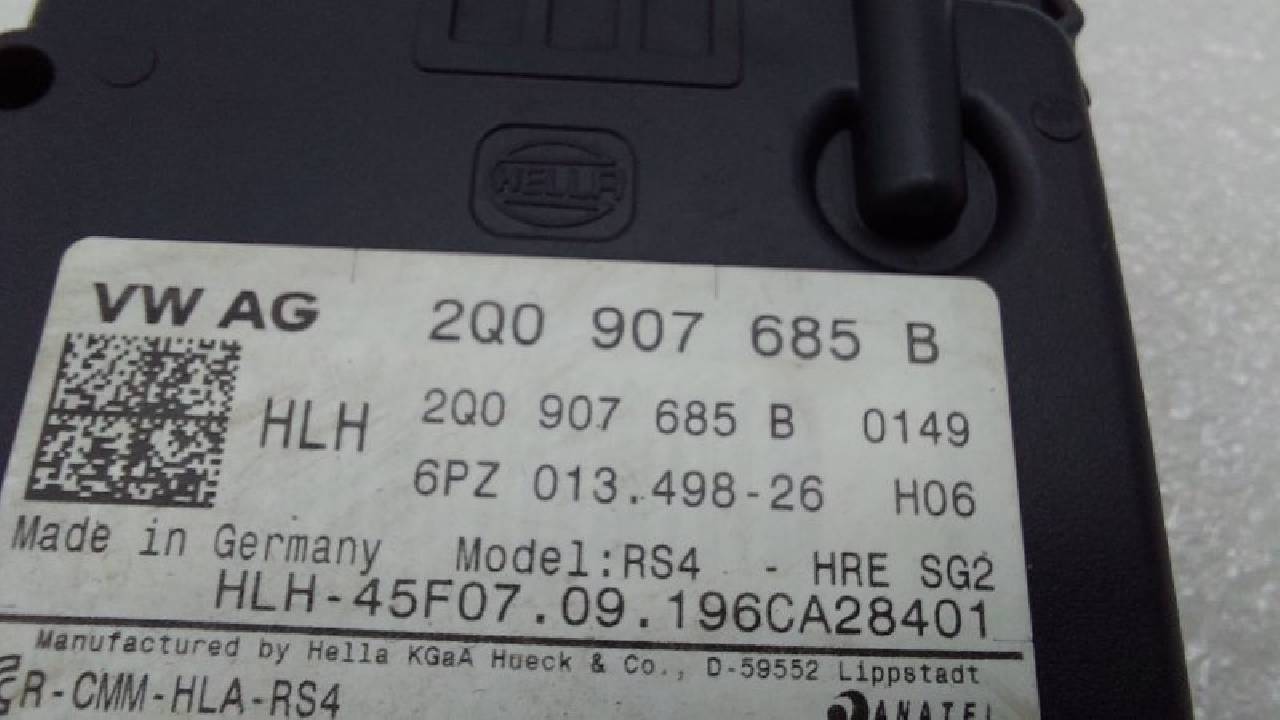 HELLA
VW AG 2Q0 907 685 B
HLH 2Q0 907 685 B 0149
6PZ 013.498-26 H06
Made in Germany Model:RS4 - HRE SG2
HLH-45F07.09.196CA28401
Manufactured by Hella KGaA Hueck & Co., D-59552 Lippstadt
R-CMM-HLA-RS4 ANATEL